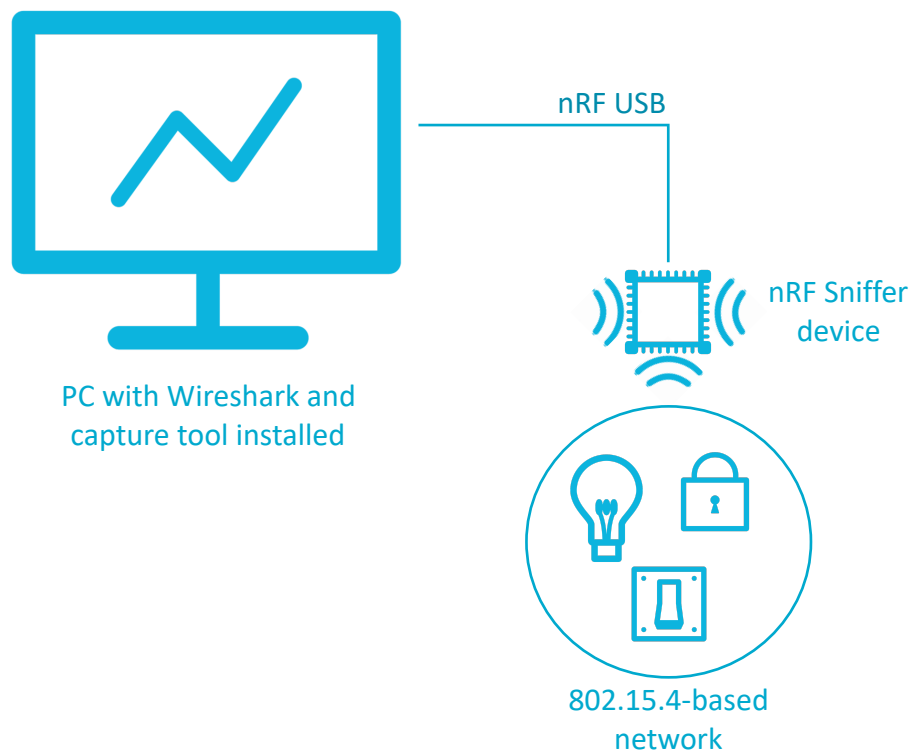 nRF USB
nRF Sniffer
device
PC with Wireshark and
capture tool installed
802.15.4-based
network